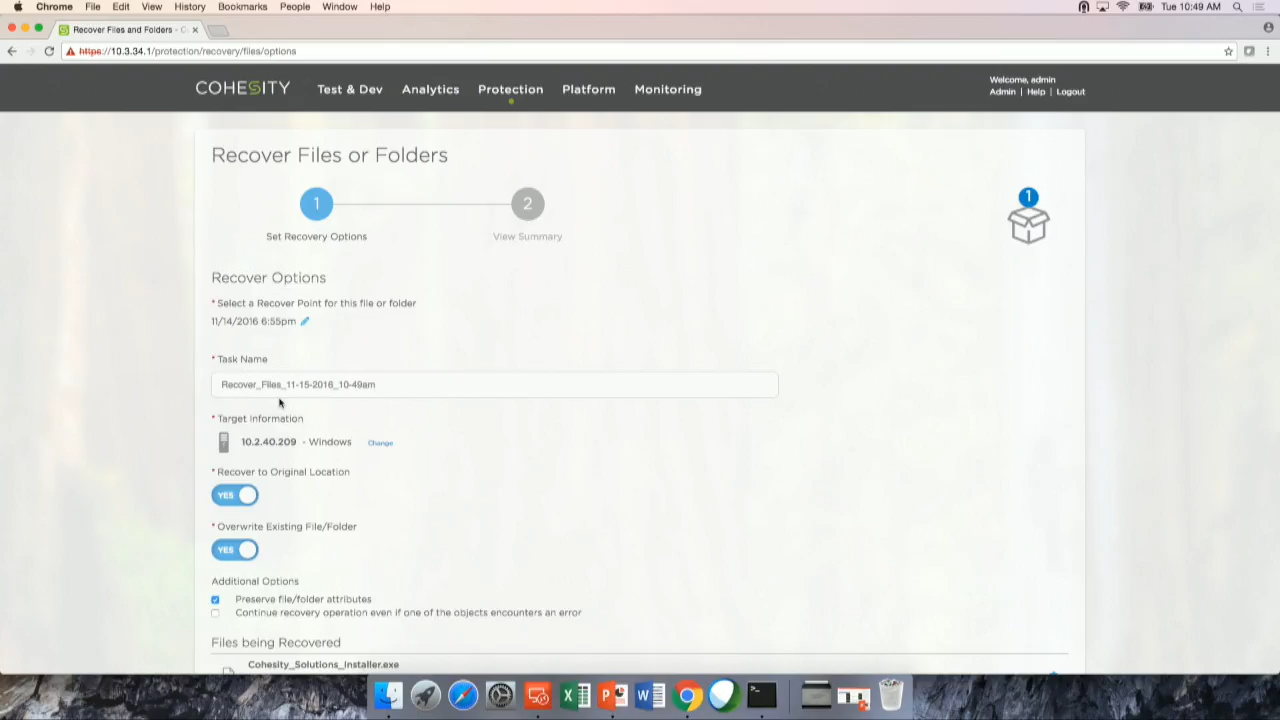 Chrome File Edit View History Bookmarks People Window Help Tue 10:49 AM
Recover Files and Folders - C
https://10.3.34.1/protection/recovery/files/options
COHESITY Test & Dev Analytics Protection Platform Monitoring
Welcome, admin
Admin | Help | Logout
Recover Files or Folders
1 2 1
Set Recovery Options View Summary
Recover Options
* Select a Recover Point for this file or folder
11/14/2016 6:55pm
* Task Name
Recover_Files_11-15-2016_10-49am
* Target Information
10.2.40.209 - Windows Change
* Recover to Original Location
YES
* Overwrite Existing File/Folder
YES
Additional Options
Preserve file/folder attributes
Continue recovery operation even if one of the objects encounters an error
Files being Recovered
Cohesity_Solutions_Installer.exe